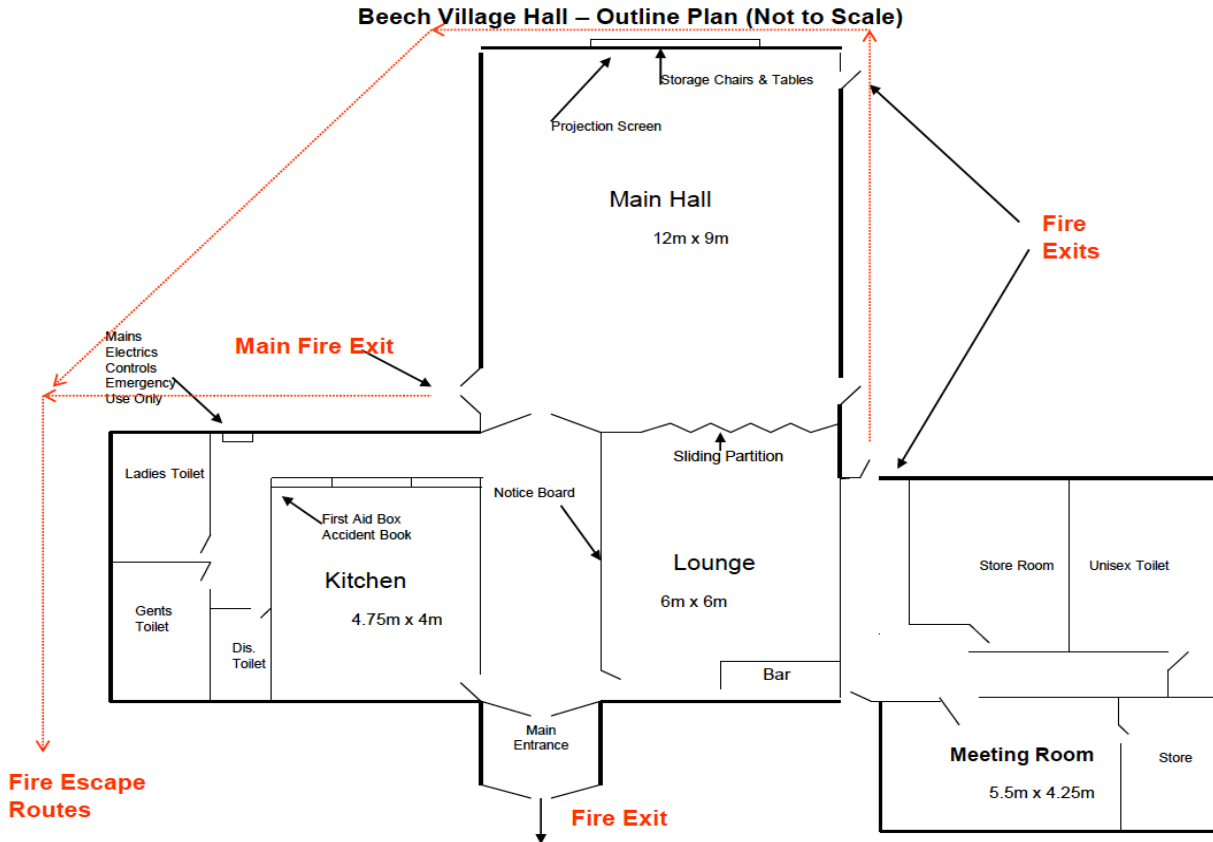 Beech Village Hall – Outline Plan (Not to Scale)
Storage Chairs & Tables
Projection Screen
Main Hall
12m x 9m
Fire
Exits
Mains
Electrics
Controls
Emergency
Use Only
Main Fire Exit
Sliding Partition
Ladies Toilet
Notice Board
First Aid Box
Accident Book
Kitchen
4.75m x 4m
Lounge
6m x 6m
Store Room
Unisex Toilet
Gents
Toilet
Dis.
Toilet
Bar
Main
Entrance
Meeting Room
5.5m x 4.25m
Store
Fire Escape
Routes
Fire Exit